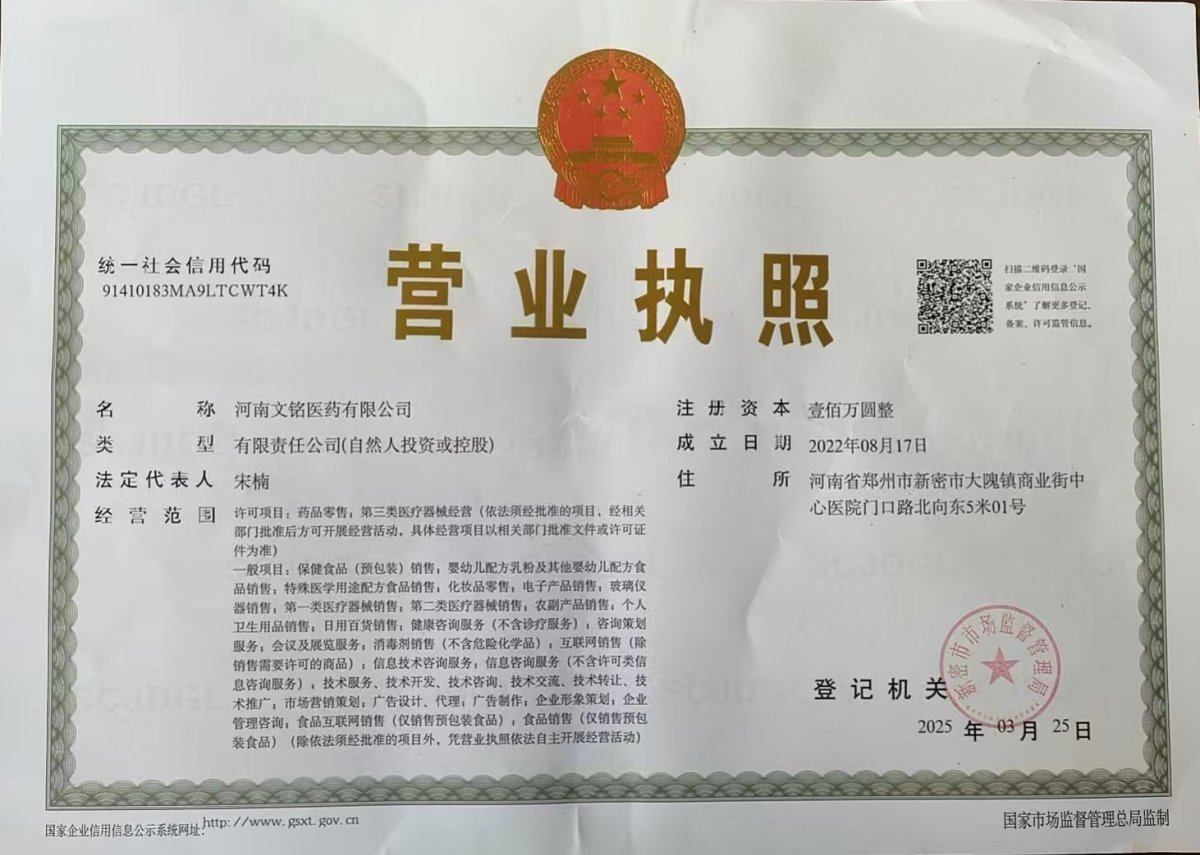 营业执照
统一社会信用代码
91410183MA9LTCWT4K
扫描二维码登录“国
家企业信用信息公示
系统”了解更多登记、
备案、许可监管信息。
名称 河南文铭医药有限公司
类型 有限责任公司(自然人投资或控股)
法定代表人 宋楠
经营范围 许可项目：药品零售；第三类医疗器械经营（依法须经批准的项目，经相关
部门批准后方可开展经营活动，具体经营项目以相关部门批准文件或许可证
件为准）
一般项目：保健食品（预包装）销售；婴幼儿配方乳粉及其他婴幼儿配方食
品销售；特殊医学用途配方食品销售；化妆品零售；电子产品销售；玻璃仪
器销售；第一类医疗器械销售；第二类医疗器械销售；农副产品销售；个人
卫生用品销售；日用百货销售；健康咨询服务（不含诊疗服务）；咨询策划
服务；会议及展览服务；消毒剂销售（不含危险化学品）；互联网销售（除
销售需要许可的商品）；信息技术咨询服务；信息咨询服务（不含许可类信
息咨询服务）；技术服务、技术开发、技术咨询、技术交流、技术转让、技
术推广；市场营销策划；广告设计、代理；广告制作；企业形象策划；企业
管理咨询；食品互联网销售（仅销售预包装食品）；食品销售（仅销售预包
装食品）（除依法须经批准的项目外，凭营业执照依法自主开展经营活动）
注册资本 壹佰万圆整
成立日期 2022年08月17日
住所 河南省郑州市新密市大隗镇商业街中
心医院门口路北向东5米01号
登记机关
新密市市场监督管理局
2025年03月25日
国家企业信用信息公示系统网址：http://www.gsxt.gov.cn
国家市场监督管理总局监制